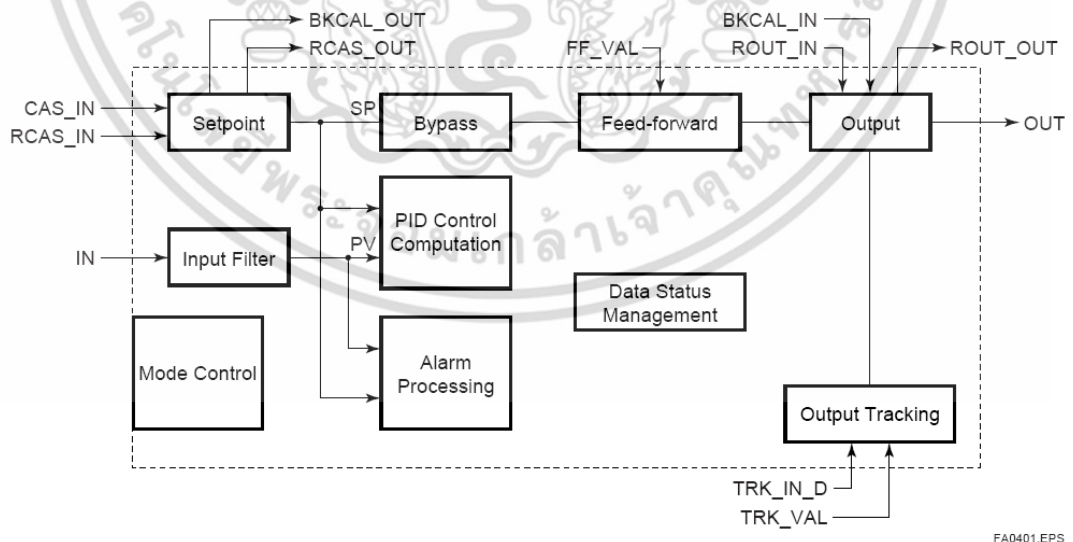 BKCAL_OUT
RCAS_OUT
BKCAL_IN
ROUT_IN
ROUT_OUT
FF_VAL
CAS_IN
RCAS_IN
Setpoint
SP
Bypass
Feed-forward
Output
OUT
PID Control
Computation
IN
Input Filter
PV
Data Status
Management
Mode Control
Alarm
Processing
Output Tracking
TRK_IN_D
TRK_VAL
FA0401.EPS